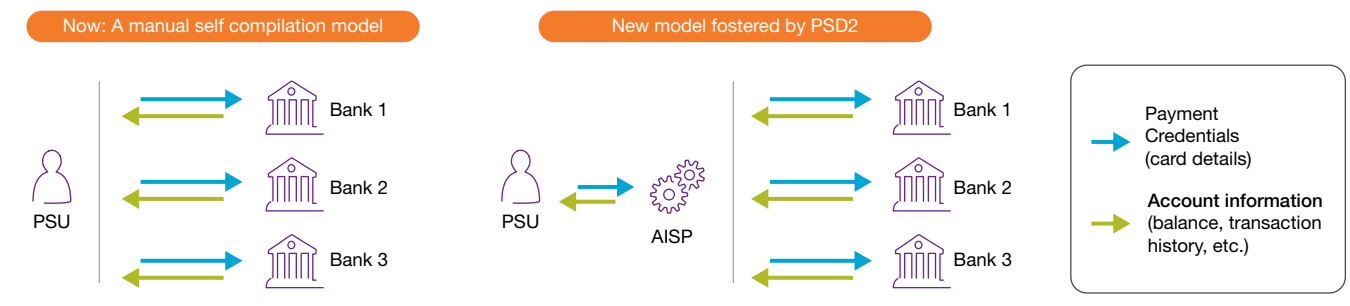 Now: A manual self compilation model
New model fostered by PSD2
Bank 1
Bank 2
Bank 3
PSU
PSU
AISP
Bank 1
Bank 2
Bank 3
Payment
Credentials
(card details)
Account information
(balance, transaction
history, etc.)